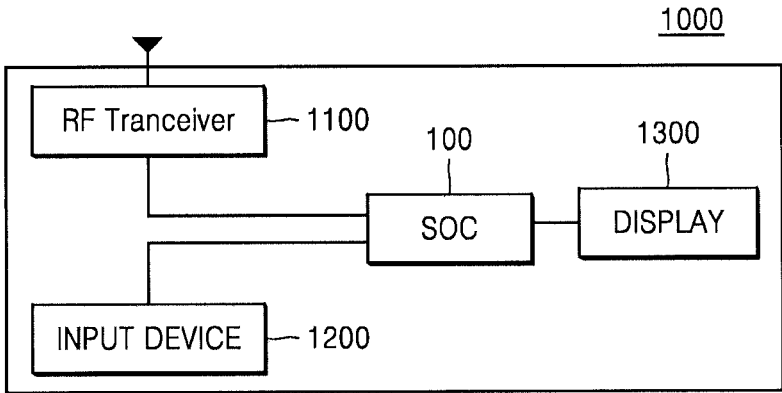 1000
RF Tranceiver
1100
100
1300
SOC
DISPLAY
INPUT DEVICE
1200